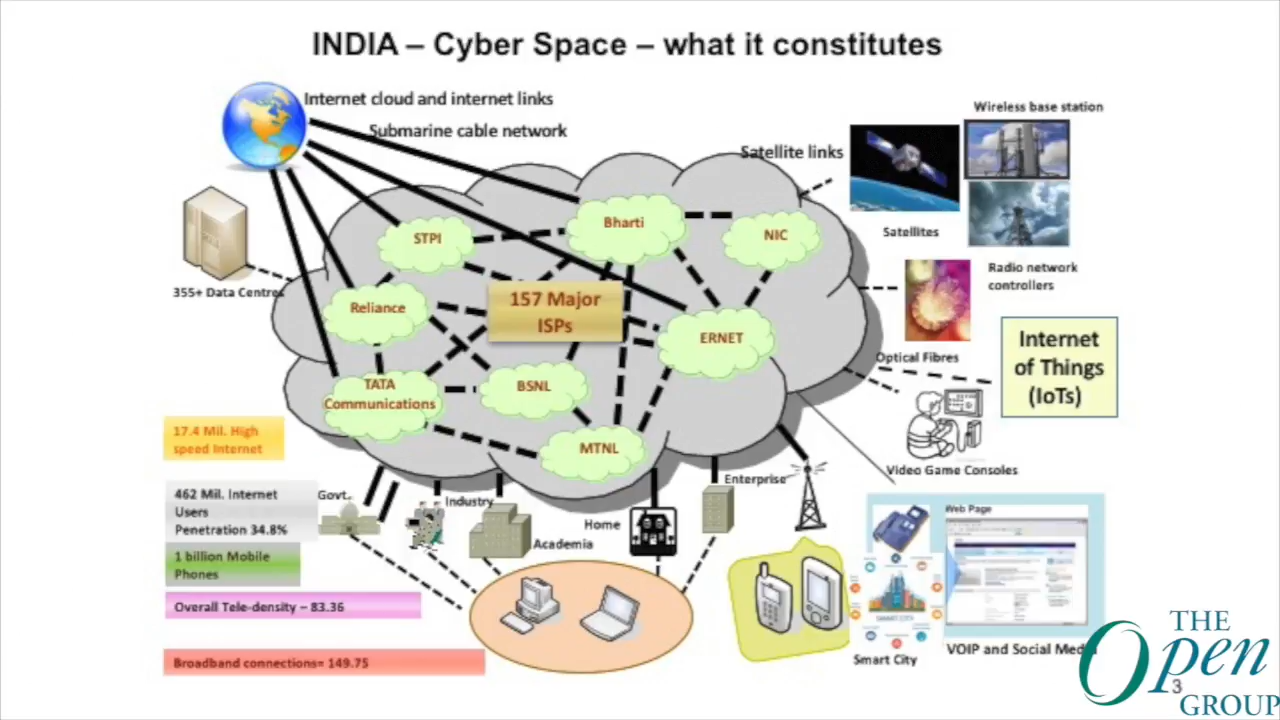 INDIA – Cyber Space – what it constitutes
Internet cloud and internet links
Submarine cable network
Wireless base station
Satellite links
Satellites
Radio network
controllers
355+ Data Centres
STPI
Bharti
NIC
Reliance
157 Major
ISPs
ERNET
TATA
Communications
BSNL
MTNL
Optical Fibres
Internet
of Things
(IoTs)
Video Game Consoles
17.4 Mil. High
speed Internet
462 Mil. Internet
Users
Penetration 34.8%
1 billion Mobile
Phones
Overall Tele-density – 83.36
Broadband connections= 149.75
Govt.
Industry
Academia
Home
Enterprise
Web Page
SMART CITY
Smart City
VOIP and Social Media
3
THE
Open
GROUP